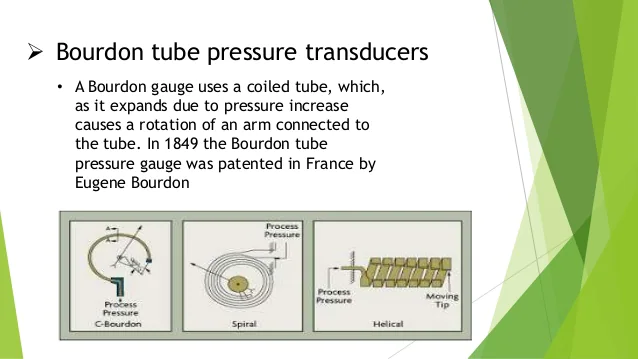 ➢ Bourdon tube pressure transducers
• A Bourdon gauge uses a coiled tube, which,
as it expands due to pressure increase
causes a rotation of an arm connected to
the tube. In 1849 the Bourdon tube
pressure gauge was patented in France by
Eugene Bourdon
A
A
Process
Pressure
C-Bourdon
Process
Pressure
Spiral
Process
Pressure
Moving
Tip
Helical